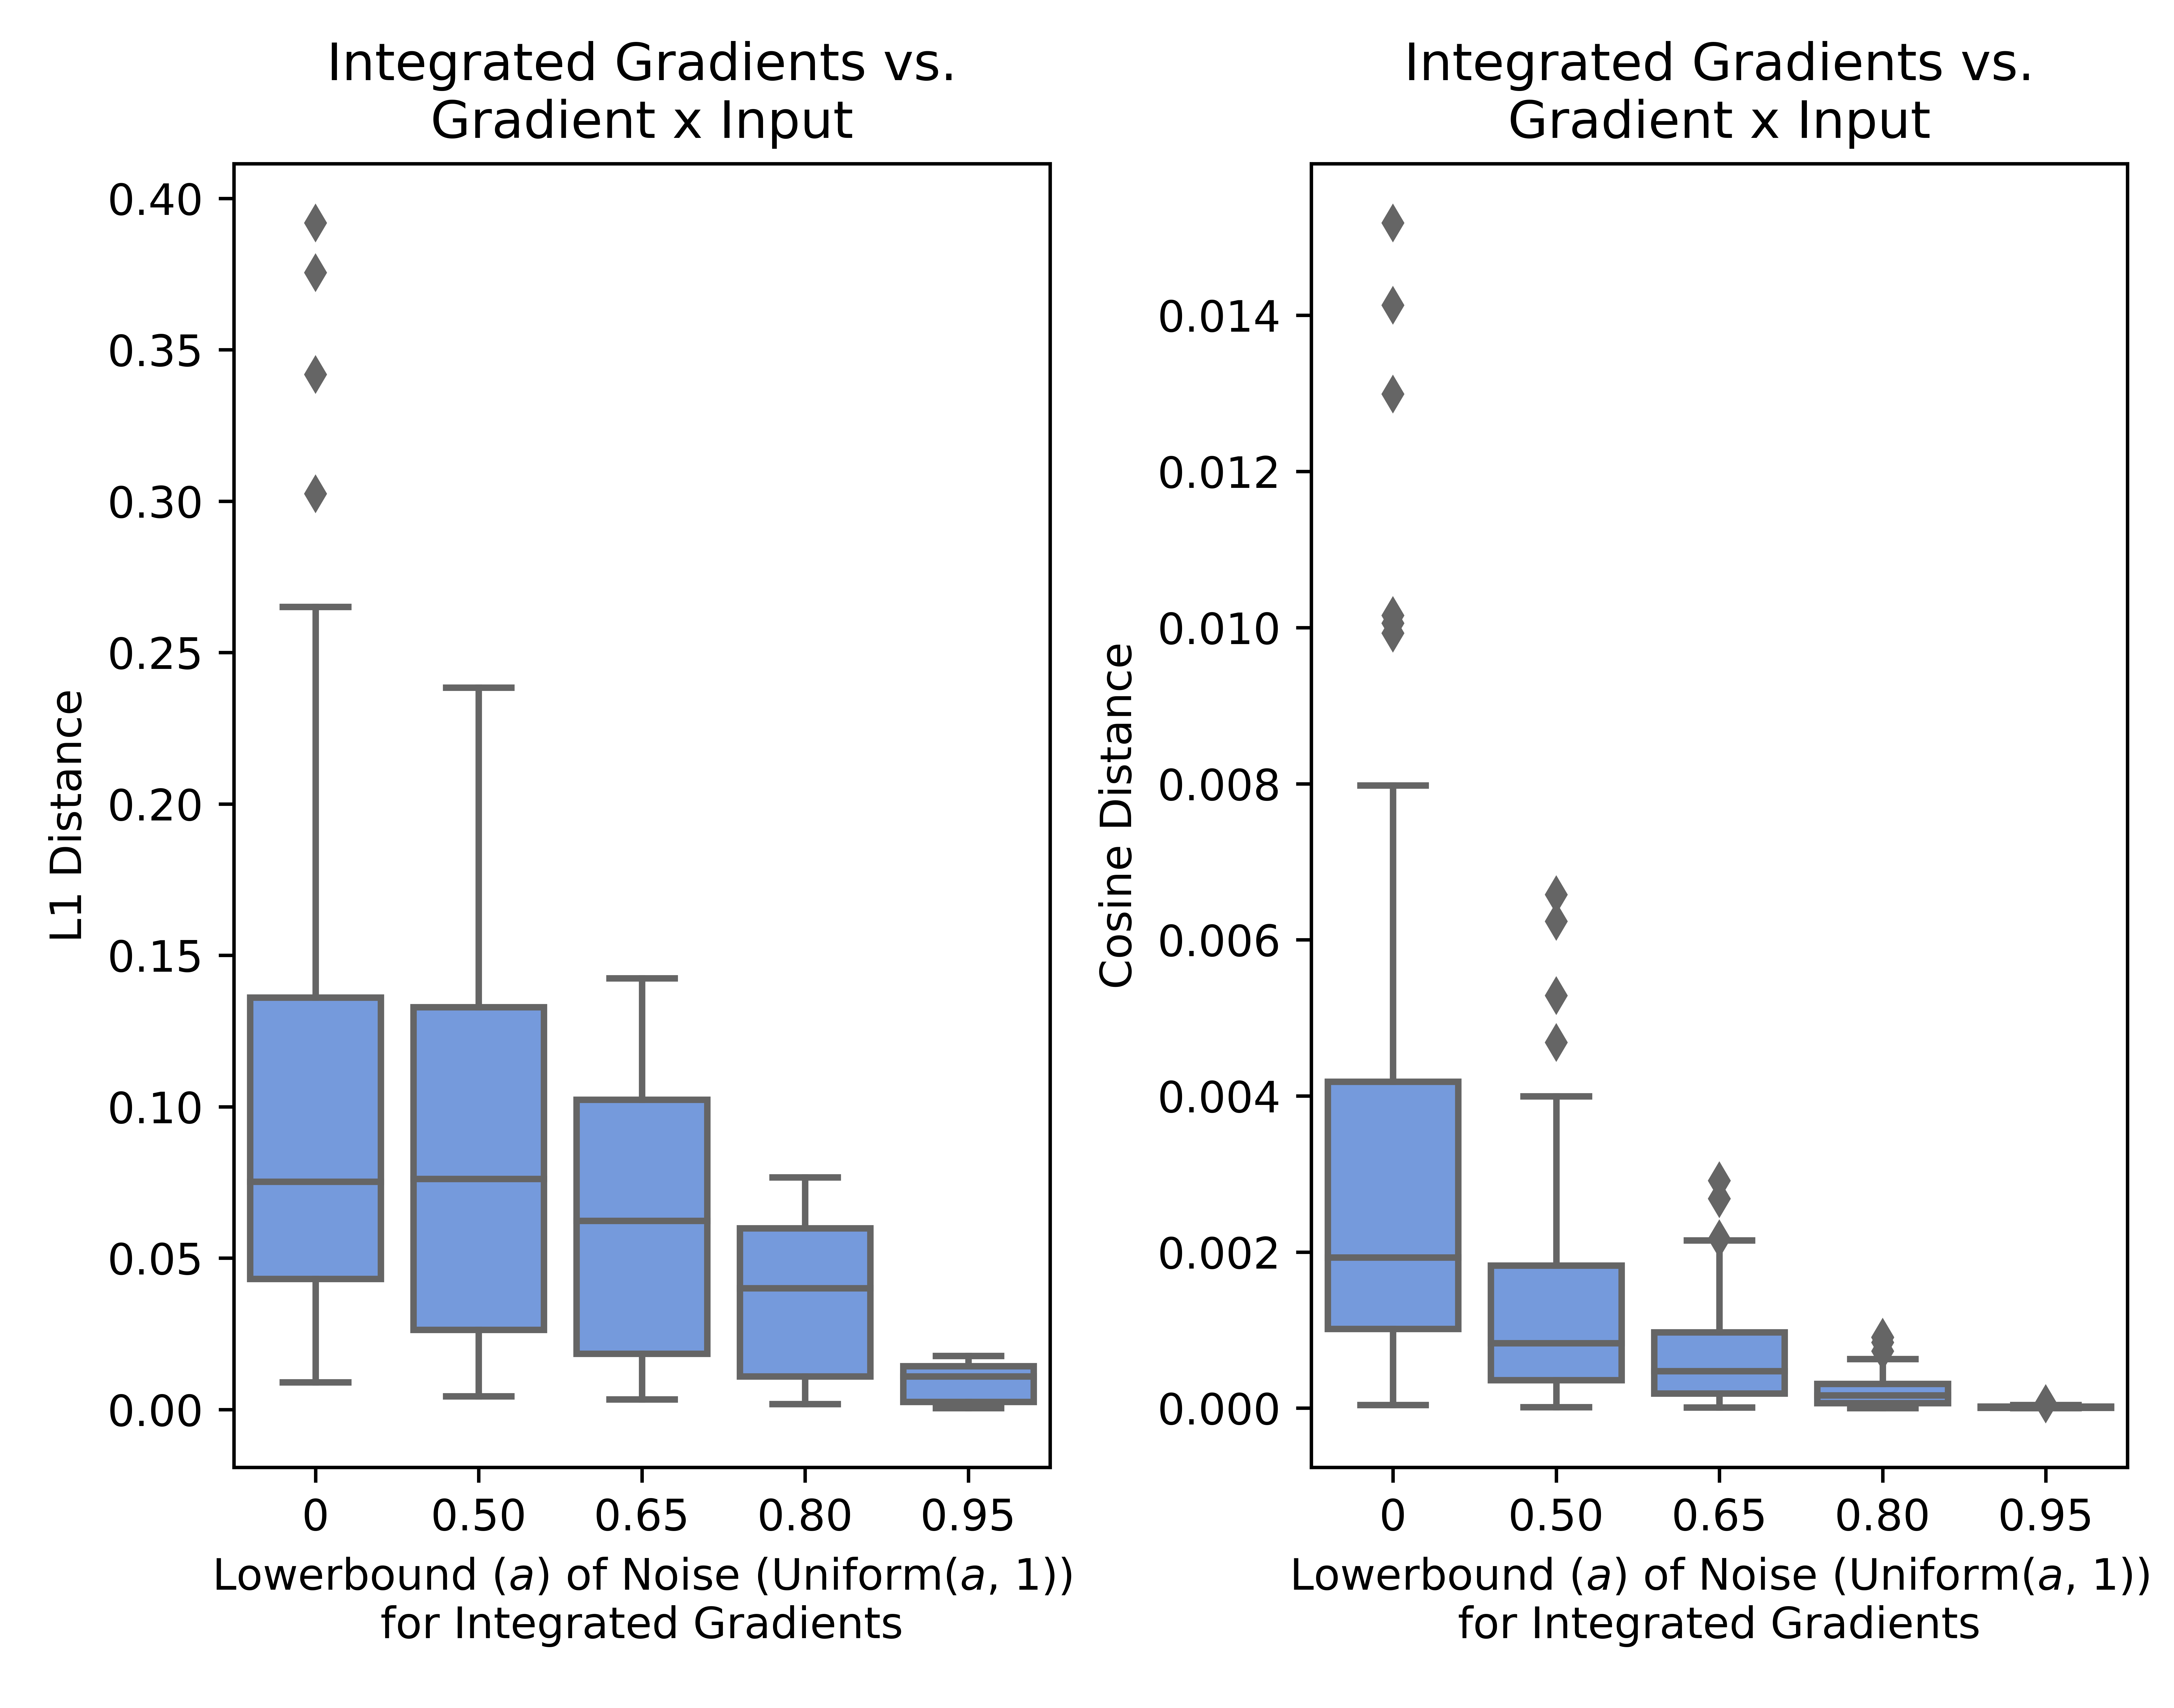 Integrated Gradients vs.
Gradient x Input
0.40
0.35
0.30
0.25
0.20
0.15
0.10
0.05
0.00
L1 Distance
0 0.50 0.65 0.80 0.95
Lowerbound (a) of Noise (Uniform(a, 1))
for Integrated Gradients
Integrated Gradients vs.
Gradient x Input
0.014
0.012
0.010
0.008
0.006
0.004
0.002
0.000
Cosine Distance
0 0.50 0.65 0.80 0.95
Lowerbound (a) of Noise (Uniform(a, 1))
for Integrated Gradients